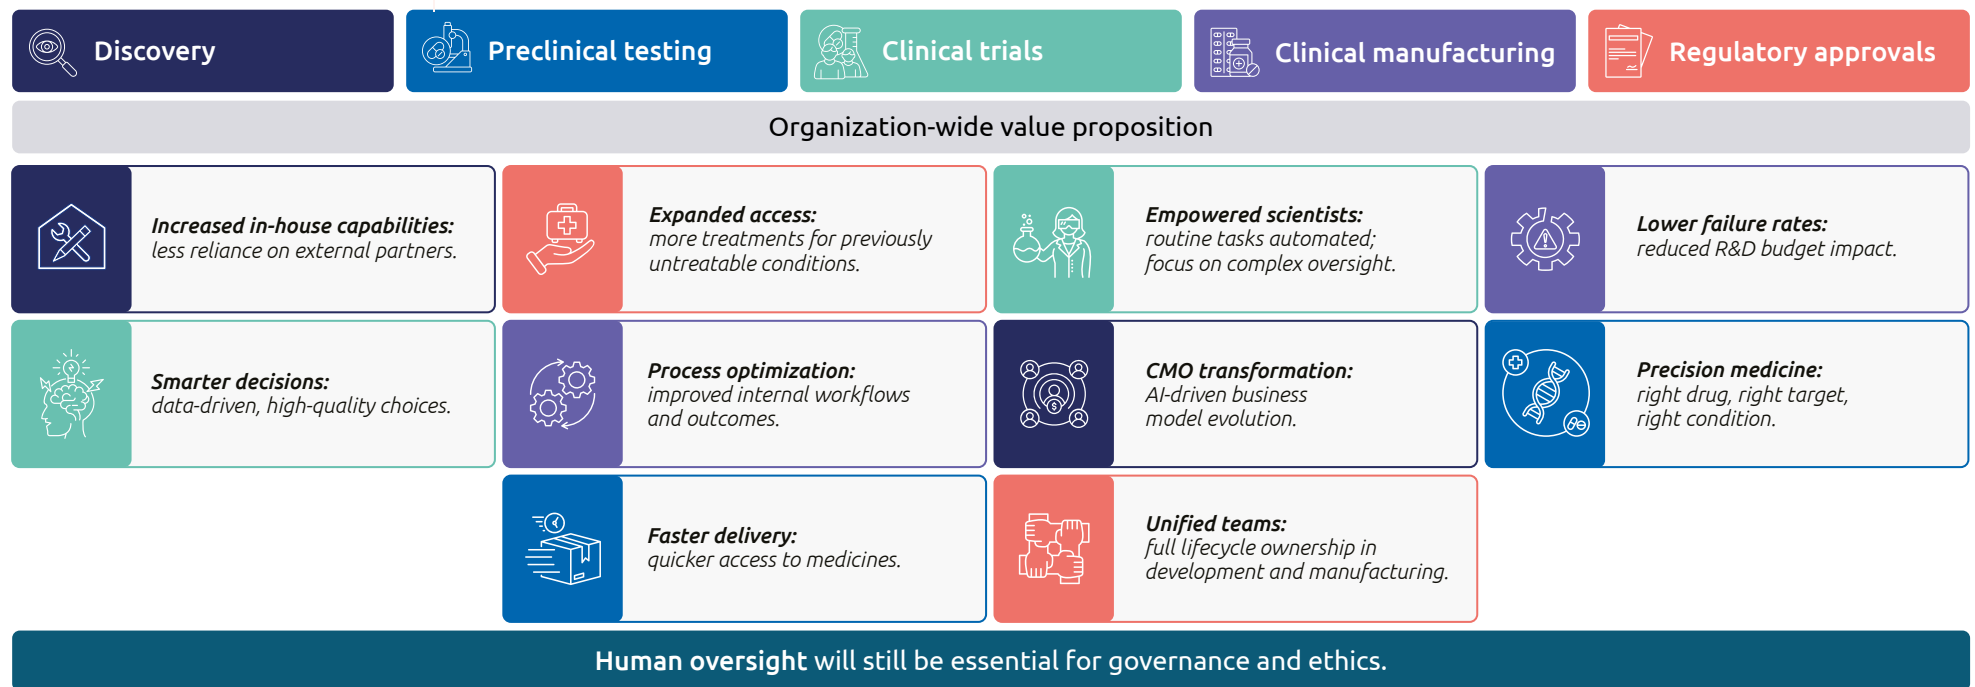 Discovery
Preclinical testing
Clinical trials
Clinical manufacturing
Regulatory approvals
Organization-wide value proposition
Increased in-house capabilities:
less reliance on external partners.
Expanded access:
more treatments for previously
untreatable conditions.
Empowered scientists:
routine tasks automated;
focus on complex oversight.
Lower failure rates:
reduced R&D budget impact.
Smarter decisions:
data-driven, high-quality choices.
Process optimization:
improved internal workflows
and outcomes.
CMO transformation:
AI-driven business
model evolution.
Precision medicine:
right drug, right target,
right condition.
Faster delivery:
quicker access to medicines.
Unified teams:
full lifecycle ownership in
development and manufacturing.
Human oversight will still be essential for governance and ethics.